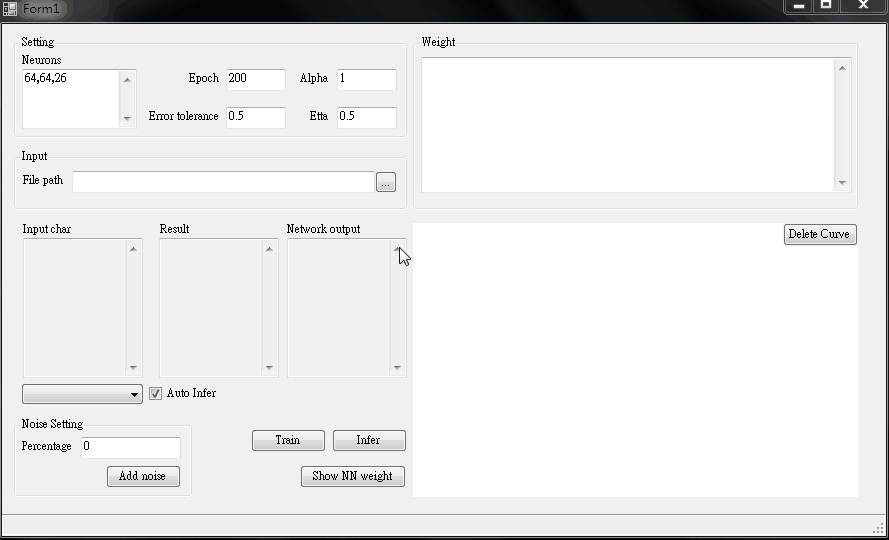 Form1
Setting
Weight
Neurons
64,64,26
Epoch 200 Alpha 1
Error tolerance 0.5 Etta 0.5
Input
File path ...
Input char Result Network output
Delete Curve
Auto Infer
Noise Setting
Percentage 0
Train Infer
Add noise Show NN weight